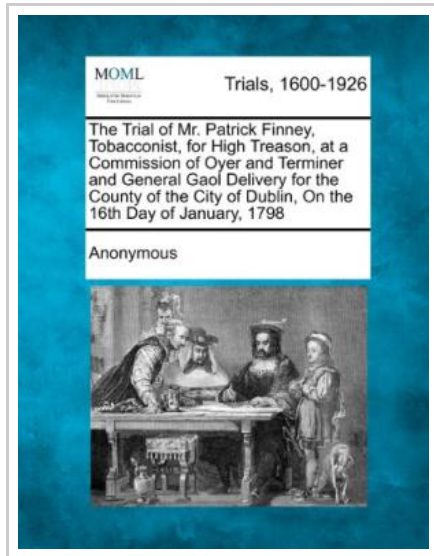 MOML
Trials, 1600-1926
The Trial of Mr. Patrick Finney,
Tobacconist, for High Treason, at a
Commission of Oyer and Terminer
and General Gaol Delivery for the
County of the City of Dublin, On the
16th Day of January, 1798
Anonymous